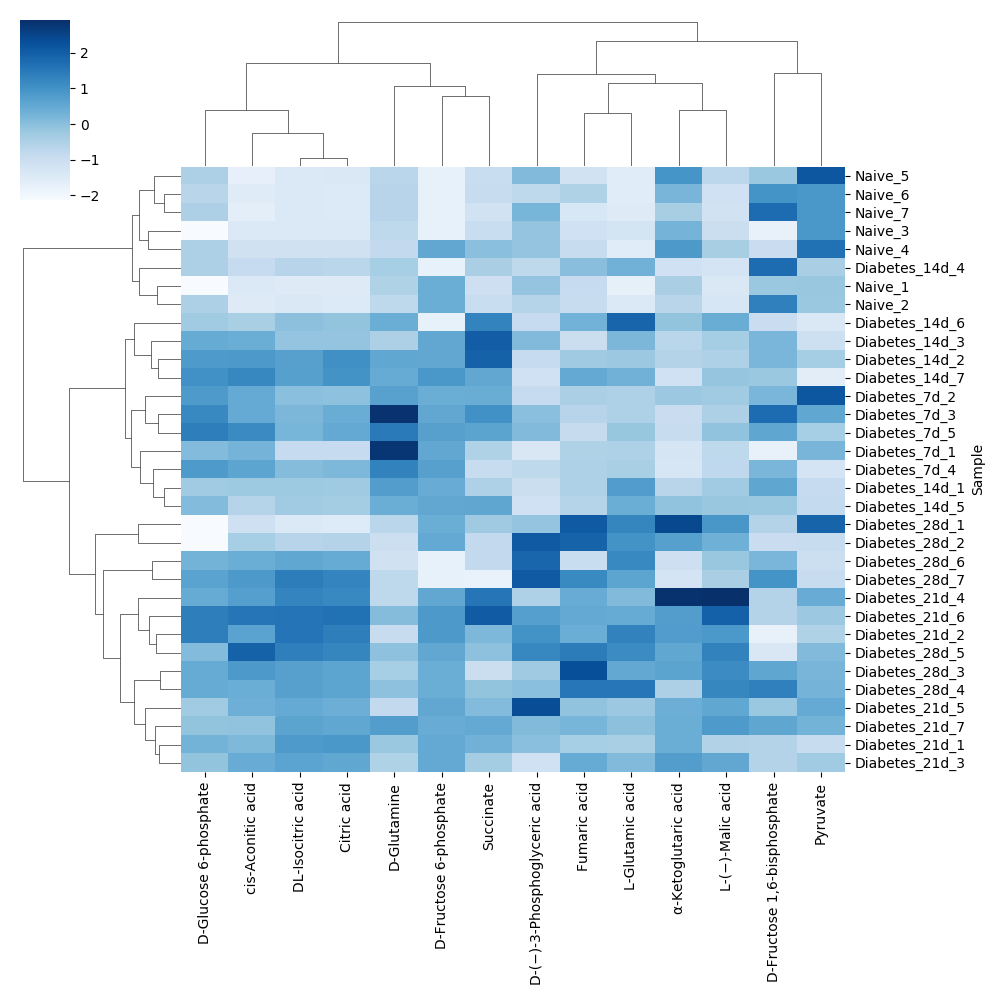 2
1
0
−1
−2
Naive_5
Naive_6
Naive_7
Naive_3
Naive_4
Diabetes_14d_4
Naive_1
Naive_2
Diabetes_14d_6
Diabetes_14d_3
Diabetes_14d_2
Diabetes_14d_7
Diabetes_7d_2
Diabetes_7d_3
Diabetes_7d_5
Diabetes_7d_1
Diabetes_7d_4
Diabetes_14d_1
Diabetes_14d_5
Diabetes_28d_1
Diabetes_28d_2
Diabetes_28d_6
Diabetes_28d_7
Diabetes_21d_4
Diabetes_21d_6
Diabetes_21d_2
Diabetes_28d_5
Diabetes_28d_3
Diabetes_28d_4
Diabetes_21d_5
Diabetes_21d_7
Diabetes_21d_1
Diabetes_21d_3
Sample
D-Glucose 6-phosphate
cis-Aconitic acid
DL-Isocitric acid
Citric acid
D-Glutamine
D-Fructose 6-phosphate
Succinate
D-(−)-3-Phosphoglyceric acid
Fumaric acid
L-Glutamic acid
α-Ketoglutaric acid
L-(−)-Malic acid
D-Fructose 1,6-bisphosphate
Pyruvate